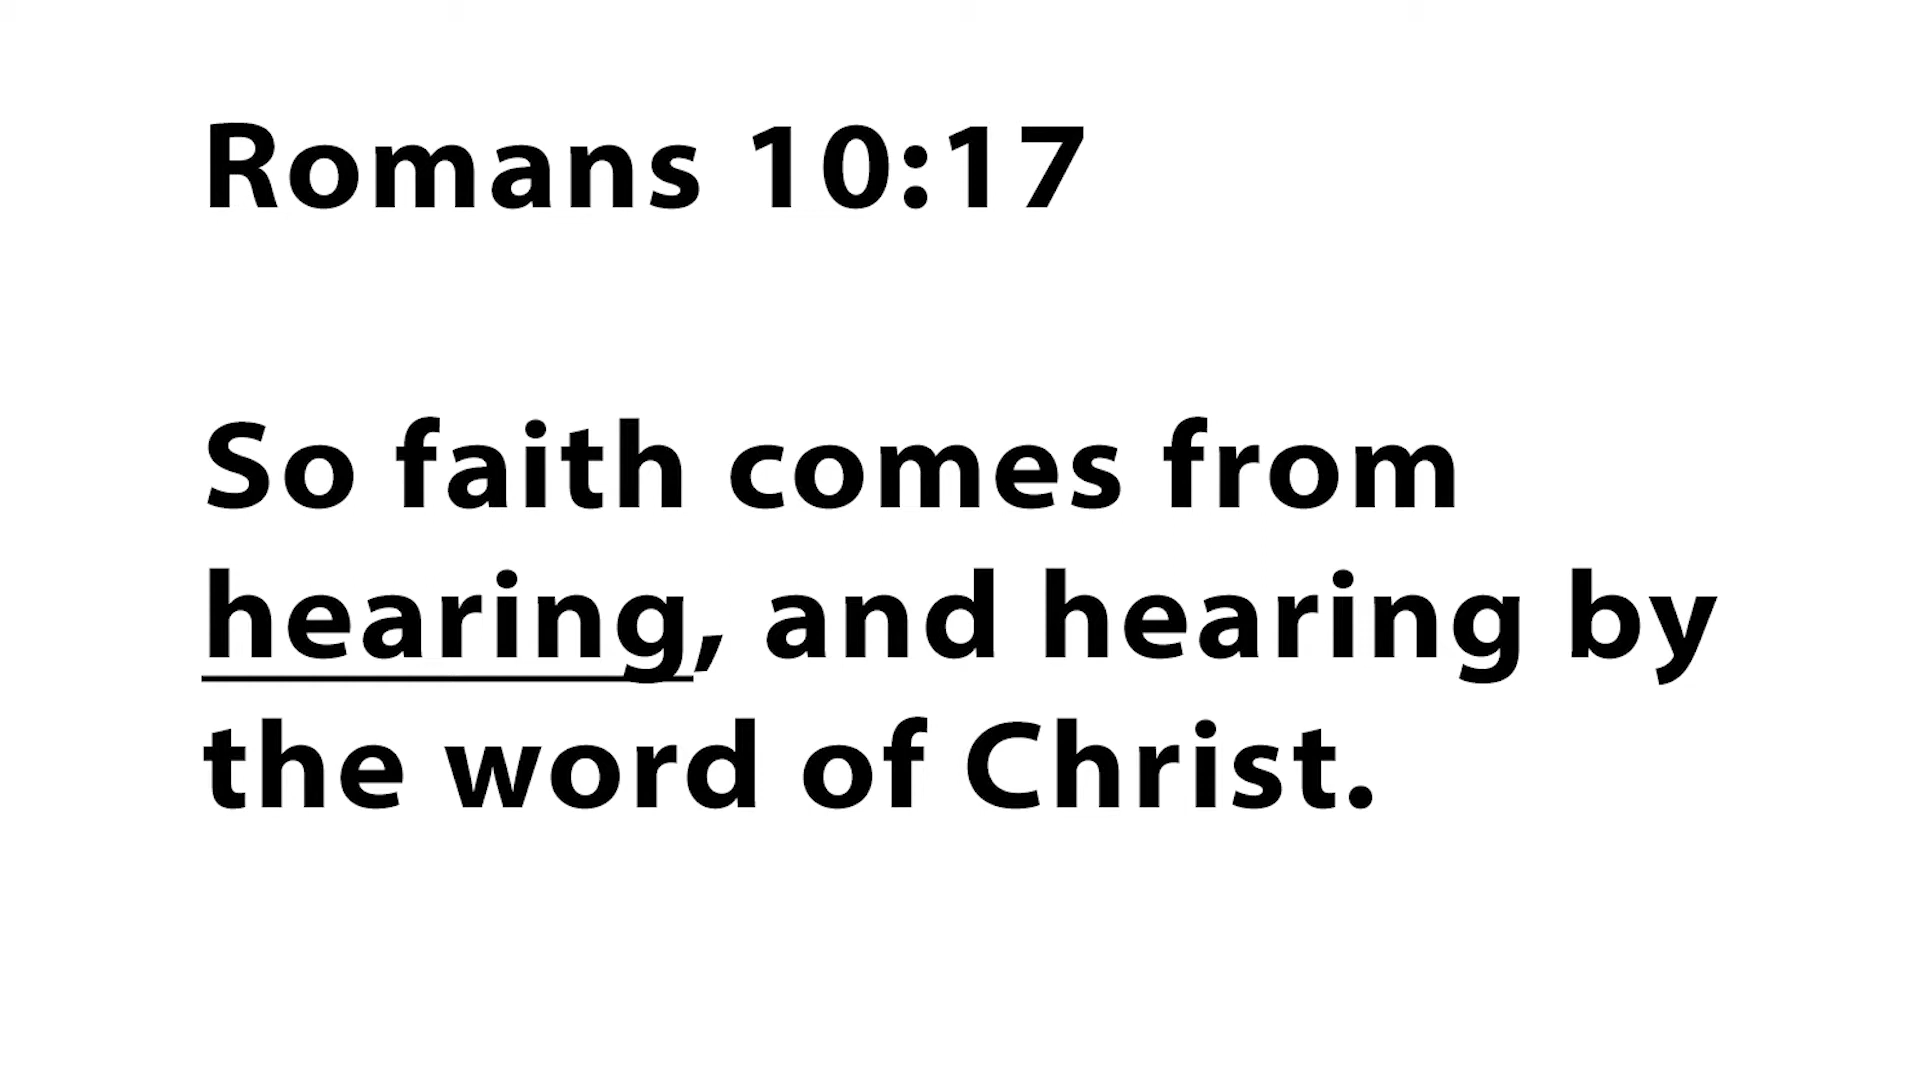 Romans 10:17
So faith comes from
hearing, and hearing by
the word of Christ.